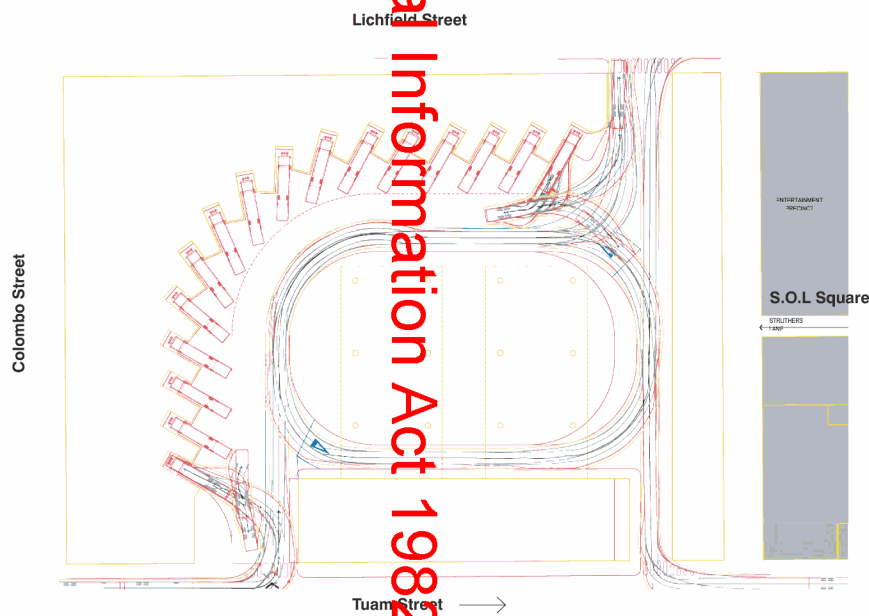 Lichfield Street
al Information Act 198
ENTERTAINMENT
PRECINCT
Colombo Street
S.O.L Square
STRUTHERS
LANE
Tuam Street